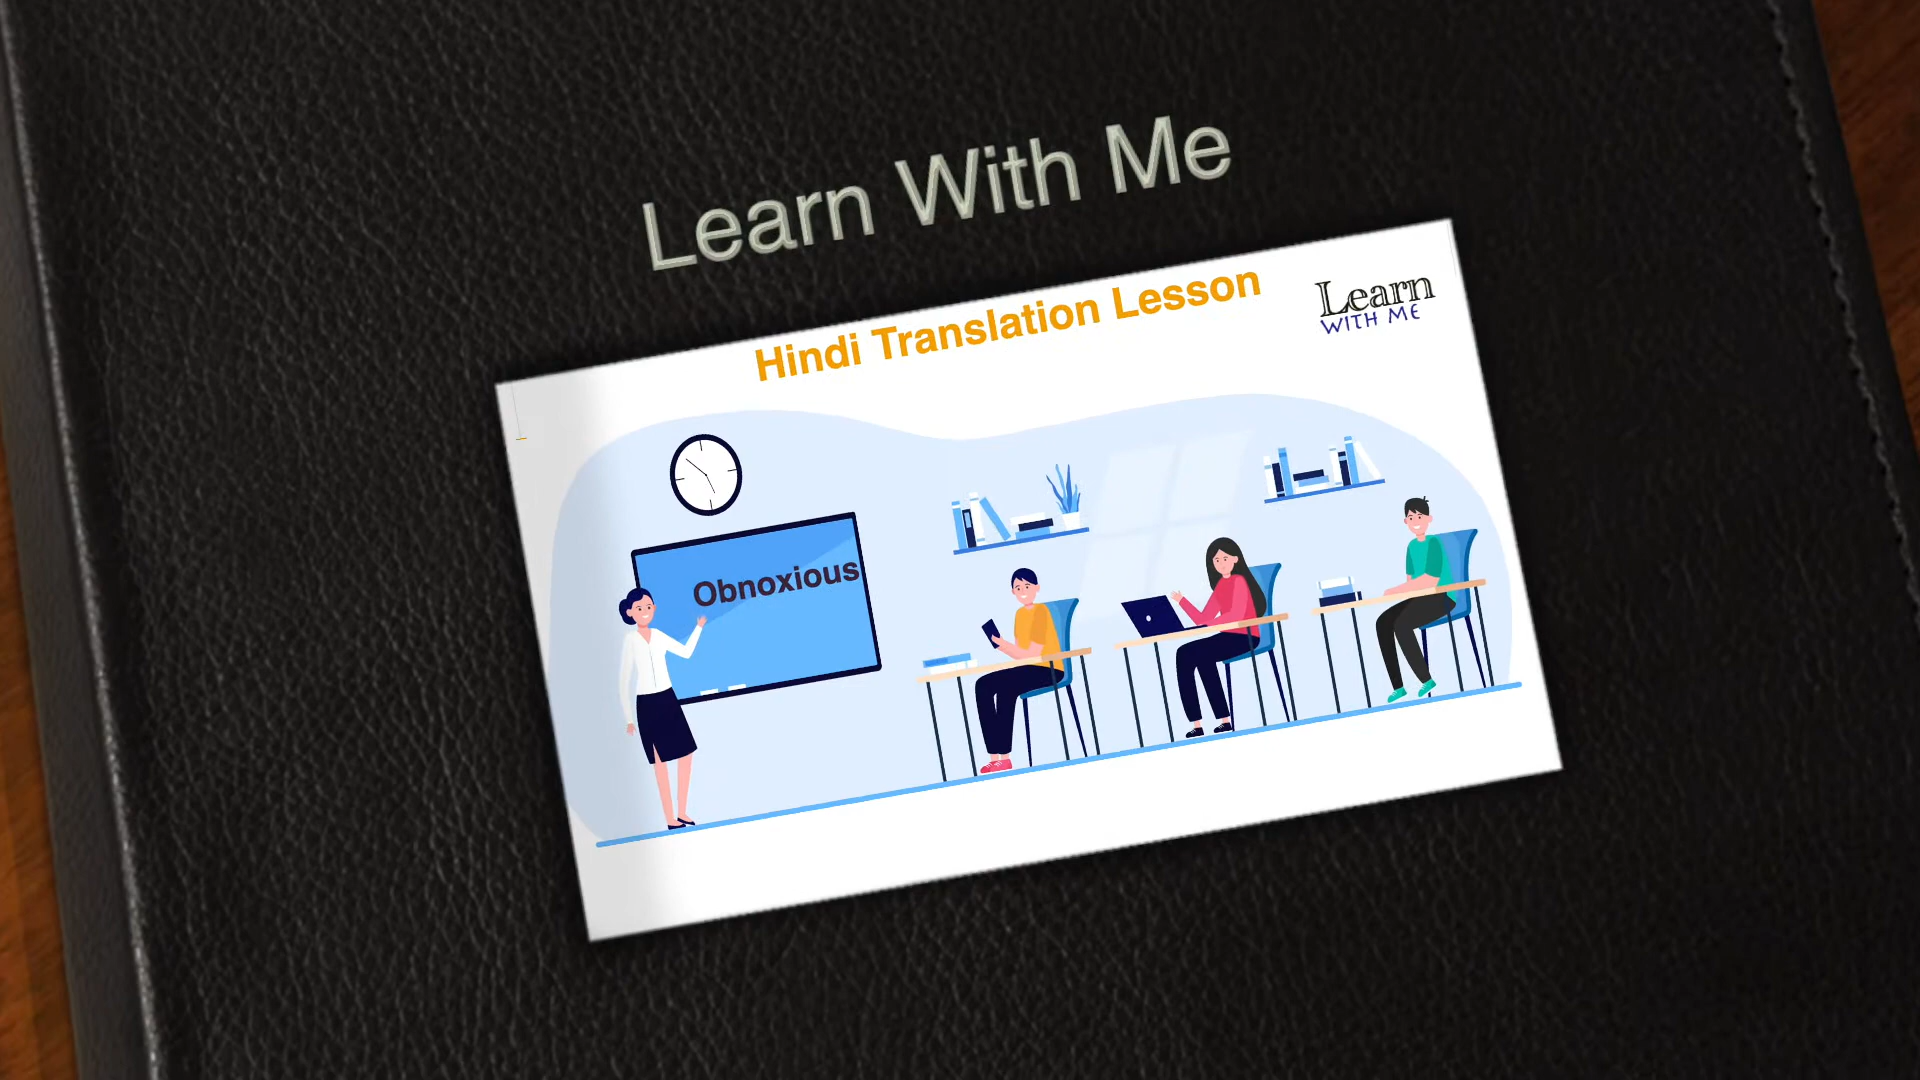 Learn With Me
Hindi Translation Lesson
Learn
WITH ME
Obnoxious